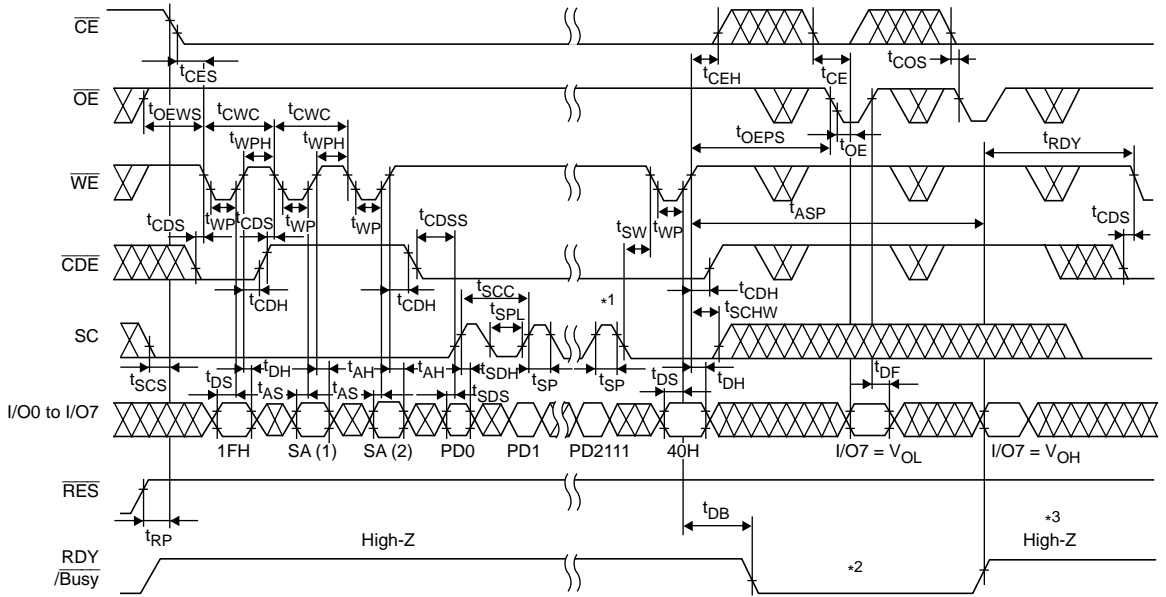 CE
tCES
tCEH
tCE
tCOS
OE
tOEWS
tCWC
tCWC
tWPH
tWPH
tOEPS
tOE
tRDY
WE
tCDS
tWP
tCDS
tWP
tWP
tCDSS
tSW
tWP
tASP
tCDS
CDE
tCDH
tCDH
tSCC
tSPL
*1
tCDH
tSCHW
SC
tSCS
tDS
tDH
tAS
tAH
tAS
tAH
tSDH
tSDS
tSP
tSP
tDS
tDH
tDF
I/O0 to I/O7
1FH
SA (1)
SA (2)
PD0
PD1
PD2111
40H
I/O7 = VOL
I/O7 = VOH
RES
tRP
tDB
*3
RDY
/Busy
High-Z
High-Z
*2